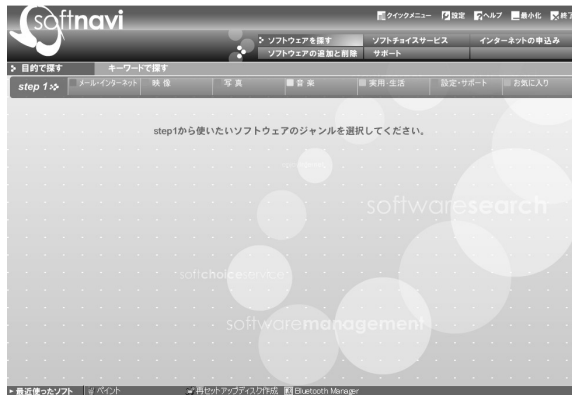 softnavi
クイックメニュー 設定 ヘルプ 最小化 終了
ソフトウェアを探す ソフトチョイスサービス インターネットの申込み
ソフトウェアの追加と削除 サポート
目的で探す キーワードで探す
step 1 メール・インターネット 映像 写真 音楽 実用・生活 設定・サポート お気に入り
step1から使いたいソフトウェアのジャンルを選択してください。
softwaresearch
softchoiceservice
softwaremanagement
最近使ったソフト ペイント 再セットアップディスク作成 Bluetooth Manager